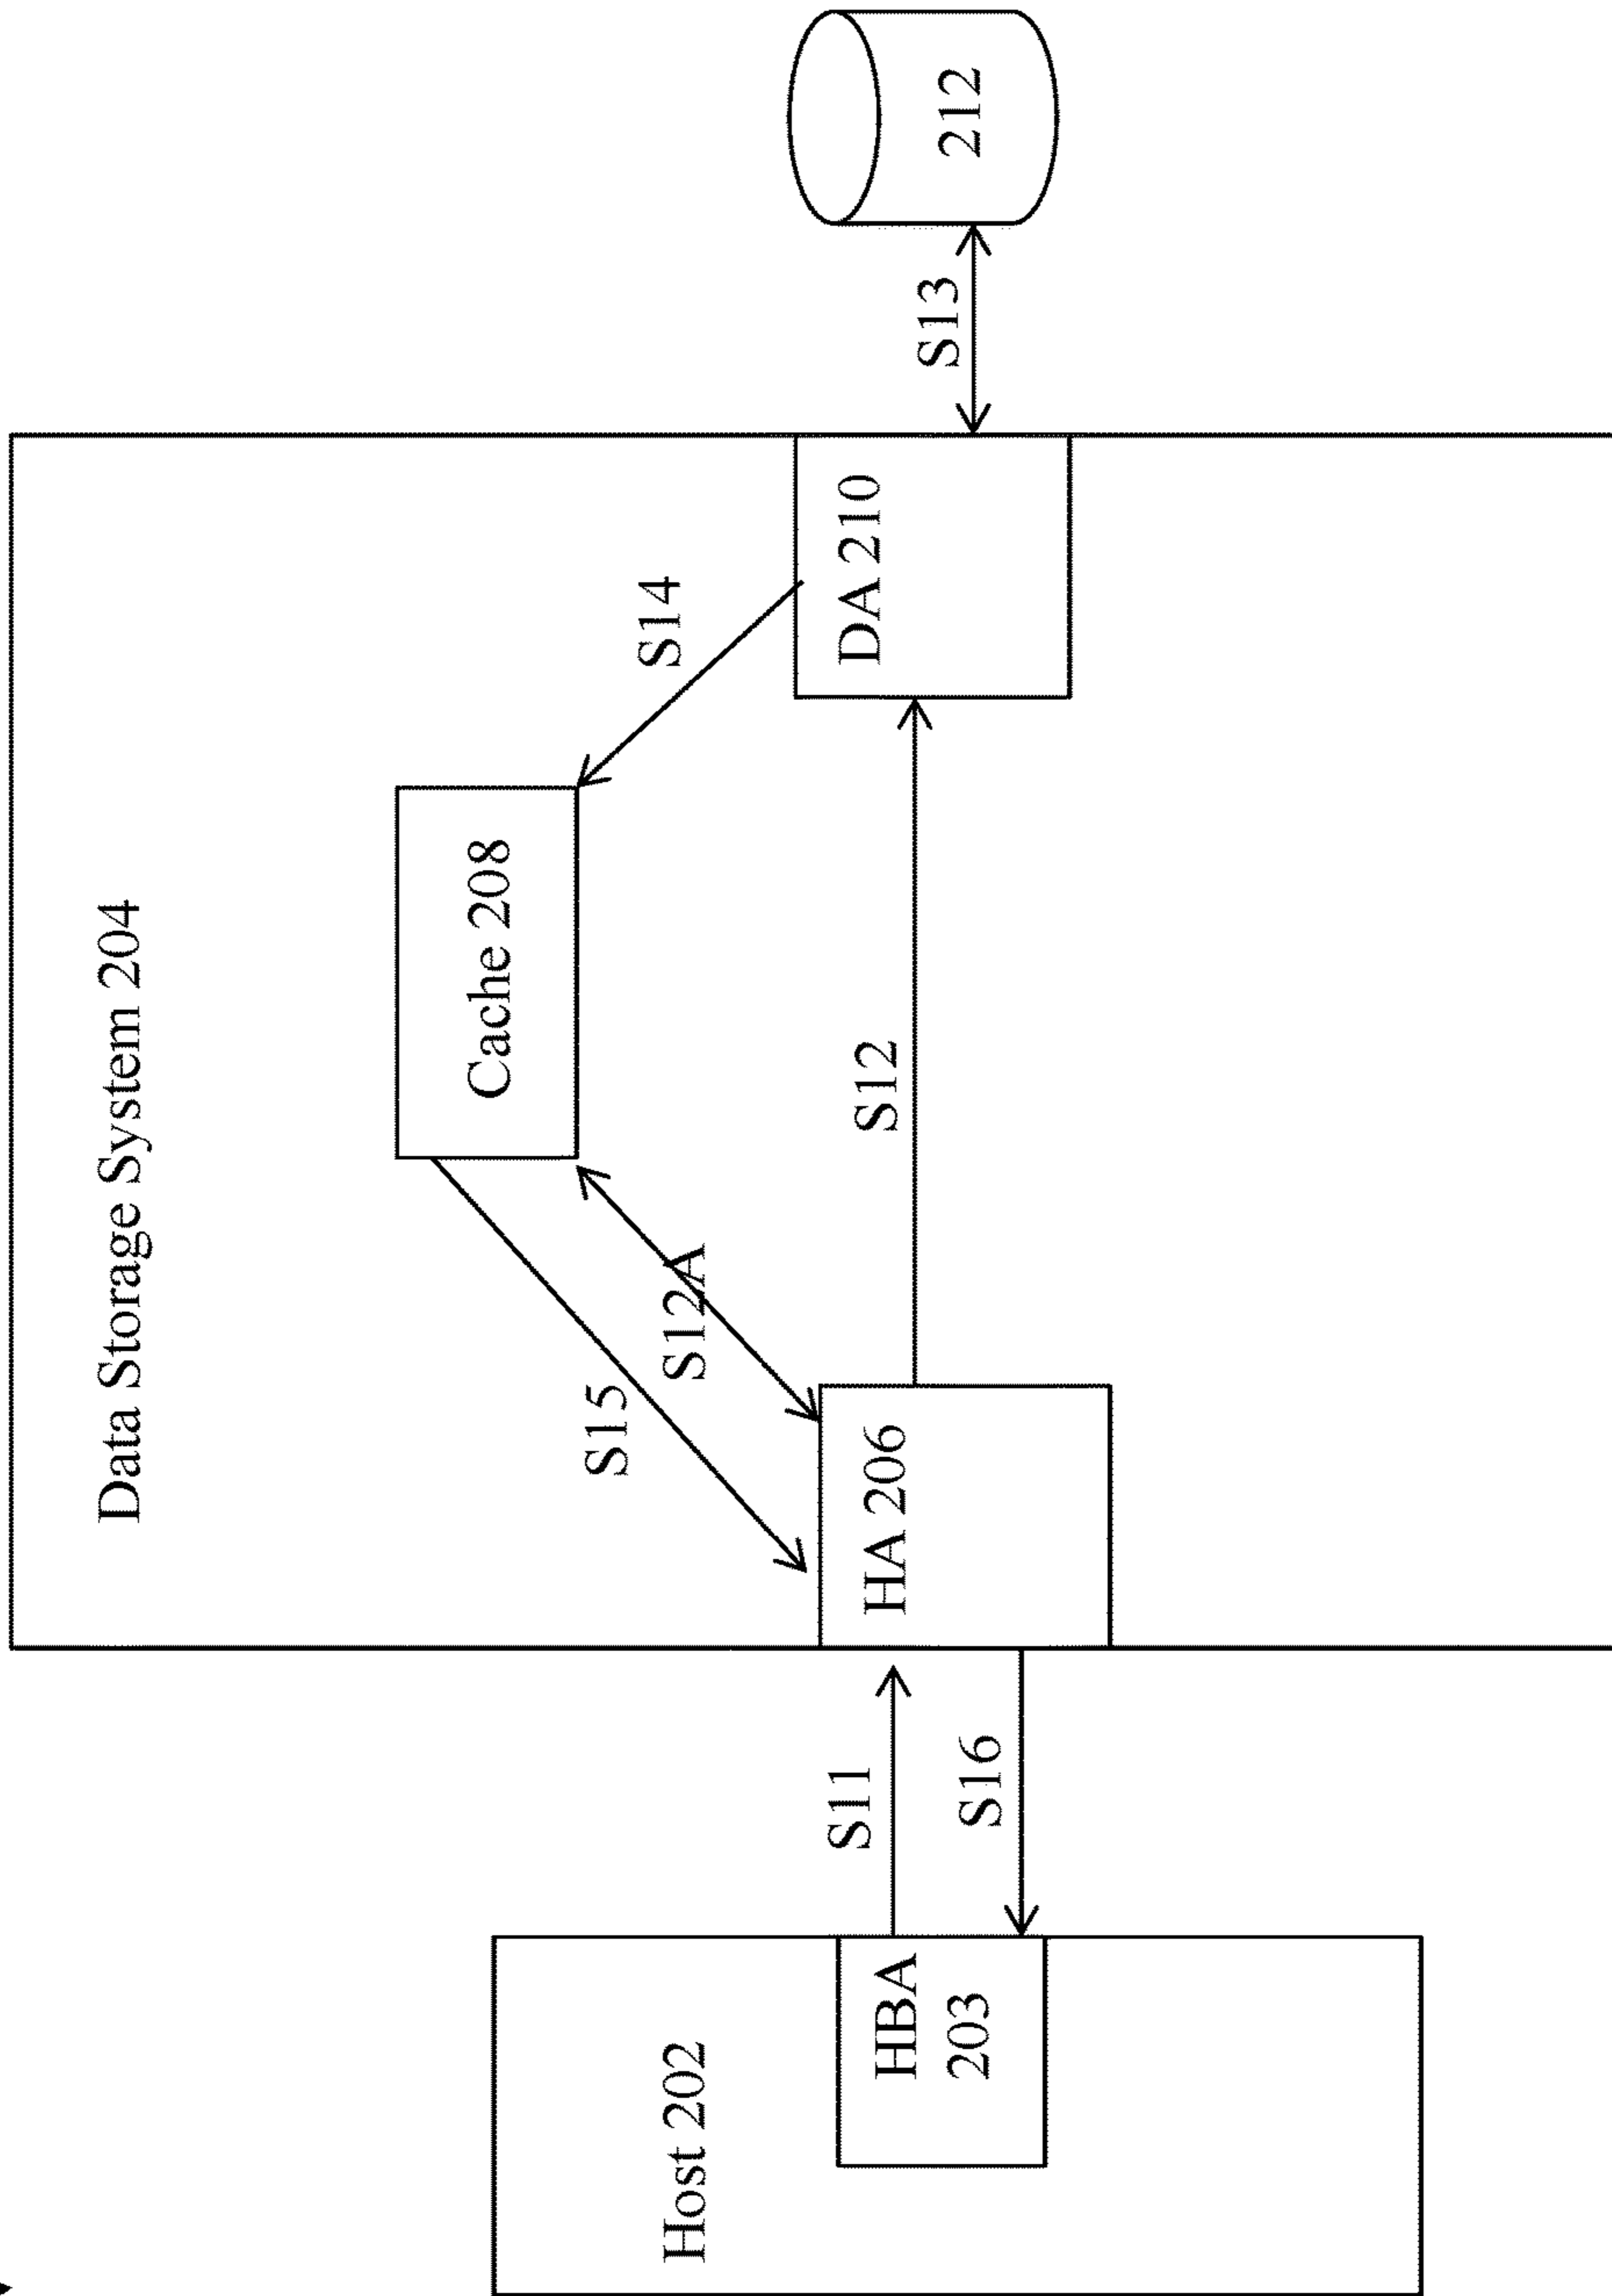 Data Storage System 204
Cache 208
S14
S15
S12A
S12
S13
212
DA 210
HA 206
S11
S16
Host 202
HBA
203